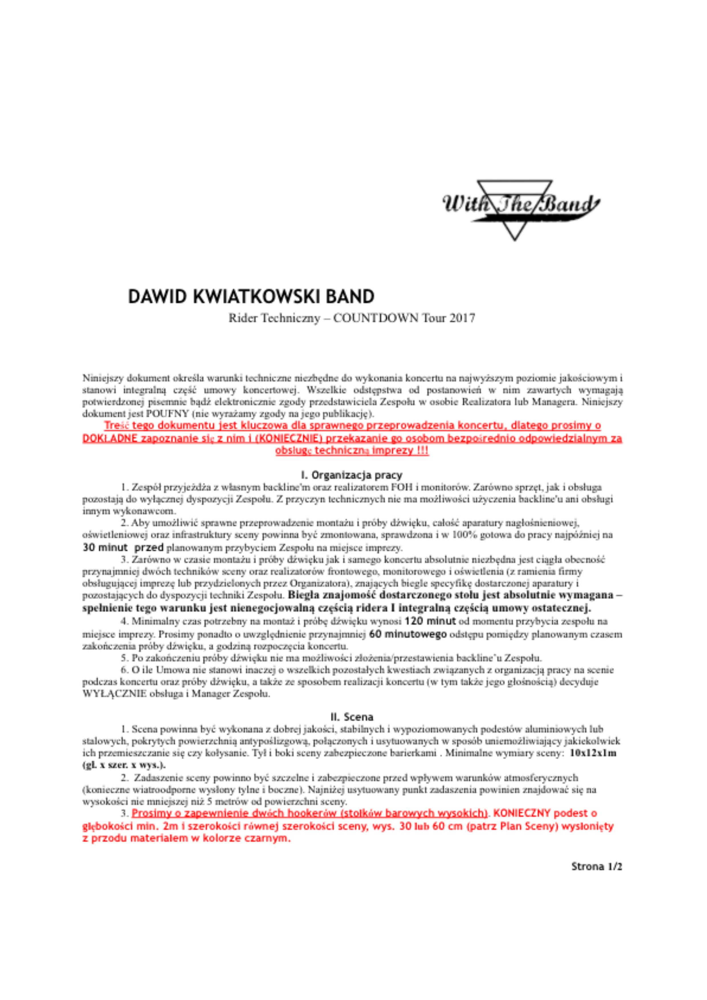 With The Band
DAWID KWIATKOWSKI BAND
Rider Techniczny – COUNTDOWN Tour 2017
Niniejszy dokument określa warunki techniczne niezbędne do wykonania koncertu na najwyższym poziomie jakościowym i
stanowi integralną część umowy koncertowej. Wszelkie odstępstwa od postanowień w nim zawartych wymagają
potwierdzonej pisemnie bądź elektronicznie zgody przedstawiciela Zespołu w osobie Realizatora lub Managera. Niniejszy
dokument jest POUFNY (nie wyrażamy zgody na jego publikację).
Treść tego dokumentu jest kluczowa dla sprawnego przeprowadzenia koncertu, dlatego prosimy o
DOKŁADNE zapoznanie się z nim i (KONIECZNIE) przekazanie go osobom bezpośrednio odpowiedzialnym za
obsługę techniczną imprezy !!!
I. Organizacja pracy
1. Zespół przyjeżdża z własnym backline'm oraz realizatorem FOH i monitorów. Zarówno sprzęt, jak i obsługa
pozostają do wyłącznej dyspozycji Zespołu. Z przyczyn technicznych nie ma możliwości użyczenia backline'u ani obsługi
innym wykonawcom.
2. Aby umożliwić sprawne przeprowadzenie montażu i próby dźwięku, całość aparatury nagłośnieniowej,
oświetleniowej oraz infrastruktury sceny powinna być zmontowana, sprawdzona i w 100% gotowa do pracy najpóźniej na
30 minut przed planowanym przybyciem Zespołu na miejsce imprezy.
3. Zarówno w czasie montażu i próby dźwięku jak i samego koncertu absolutnie niezbędna jest ciągła obecność
przynajmniej dwóch techników sceny oraz realizatorów frontowego, monitorowego i oświetlenia (z ramienia firmy
obsługującej imprezę lub przydzielonych przez Organizatora), znających biegle specyfikę dostarczonej aparatury i
pozostających do dyspozycji techniki Zespołu. Biegła znajomość dostarczonego stołu jest absolutnie wymagana –
spełnienie tego warunku jest nienegocjowalną częścią ridera I integralną częścią umowy ostatecznej.
4. Minimalny czas potrzebny na montaż i próbę dźwięku wynosi 120 minut od momentu przybycia zespołu na
miejsce imprezy. Prosimy ponadto o uwzględnienie przynajmniej 60 minutowego odstępu pomiędzy planowanym czasem
zakończenia próby dźwięku, a godziną rozpoczęcia koncertu.
5. Po zakończeniu próby dźwięku nie ma możliwości złożenia/przestawienia backline'u Zespołu.
6. O ile Umowa nie stanowi inaczej o wszelkich pozostałych kwestiach związanych z organizacją pracy na scenie
podczas koncertu oraz próby dźwięku, a także ze sposobem realizacji koncertu (w tym także jego głośnością) decyduje
WYŁĄCZNIE obsługa i Manager Zespołu.
II. Scena
1. Scena powinna być wykonana z dobrej jakości, stabilnych i wypoziomowanych podestów aluminiowych lub
stalowych, pokrytych powierzchnią antypoślizgową, połączonych i usytuowanych w sposób uniemożliwiający jakiekolwiek
ich przemieszczanie się czy kołysanie. Tył i boki sceny zabezpieczone barierkami . Minimalne wymiary sceny: 10x12x1m
(gł. x szer. x wys.).
2. Zadaszenie sceny powinno być szczelne i zabezpieczone przed wpływem warunków atmosferycznych
(konieczne wiatroodporne wysłony tylne i boczne). Najniżej usytuowany punkt zadaszenia powinien znajdować się na
wysokości nie mniejszej niż 5 metrów od powierzchni sceny.
3. Prosimy o zapewnienie dwóch hookerów (stołków barowych wysokich). KONIECZNY podest o
głębokości min. 2m i szerokości równej szerokości sceny, wys. 30 lub 60 cm (patrz Plan Sceny) wysłonięty
z przodu materiałem w kolorze czarnym.
Strona 1/2